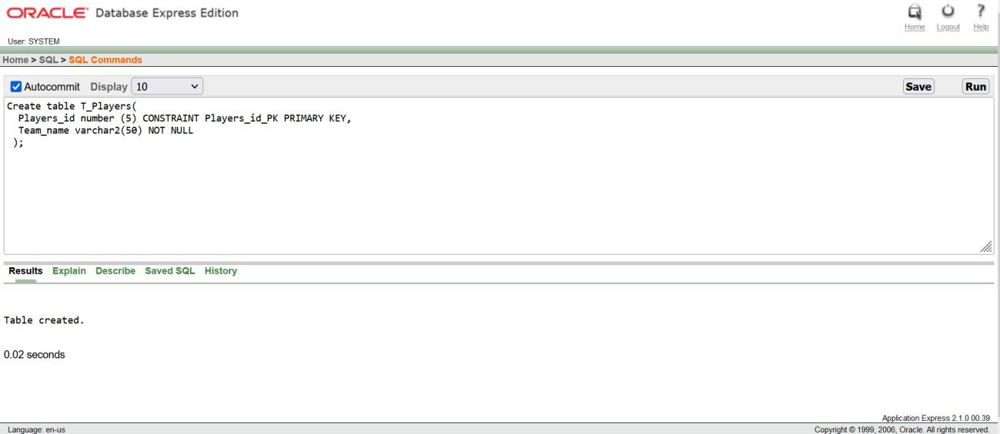 ORACLE® Database Express Edition
Home Logout Help
User: SYSTEM
Home > SQL > SQL Commands
Autocommit Display 10 Save Run
Create table T_Players(
  Players_id number (5) CONSTRAINT Players_id_PK PRIMARY KEY,
  Team_name varchar2(50) NOT NULL
 );
Results Explain Describe Saved SQL History
Table created.
0.02 seconds
Application Express 2.1.0.00.39
Language: en-us Copyright © 1999, 2006, Oracle. All rights reserved.